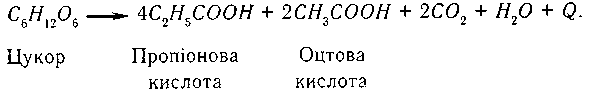 C₆H₁₂O₆ ⟶ 4C₂H₅COOH + 2CH₃COOH + 2CO₂ + H₂O + Q.
Цукор Пропіонова Оцтова
кислота кислота